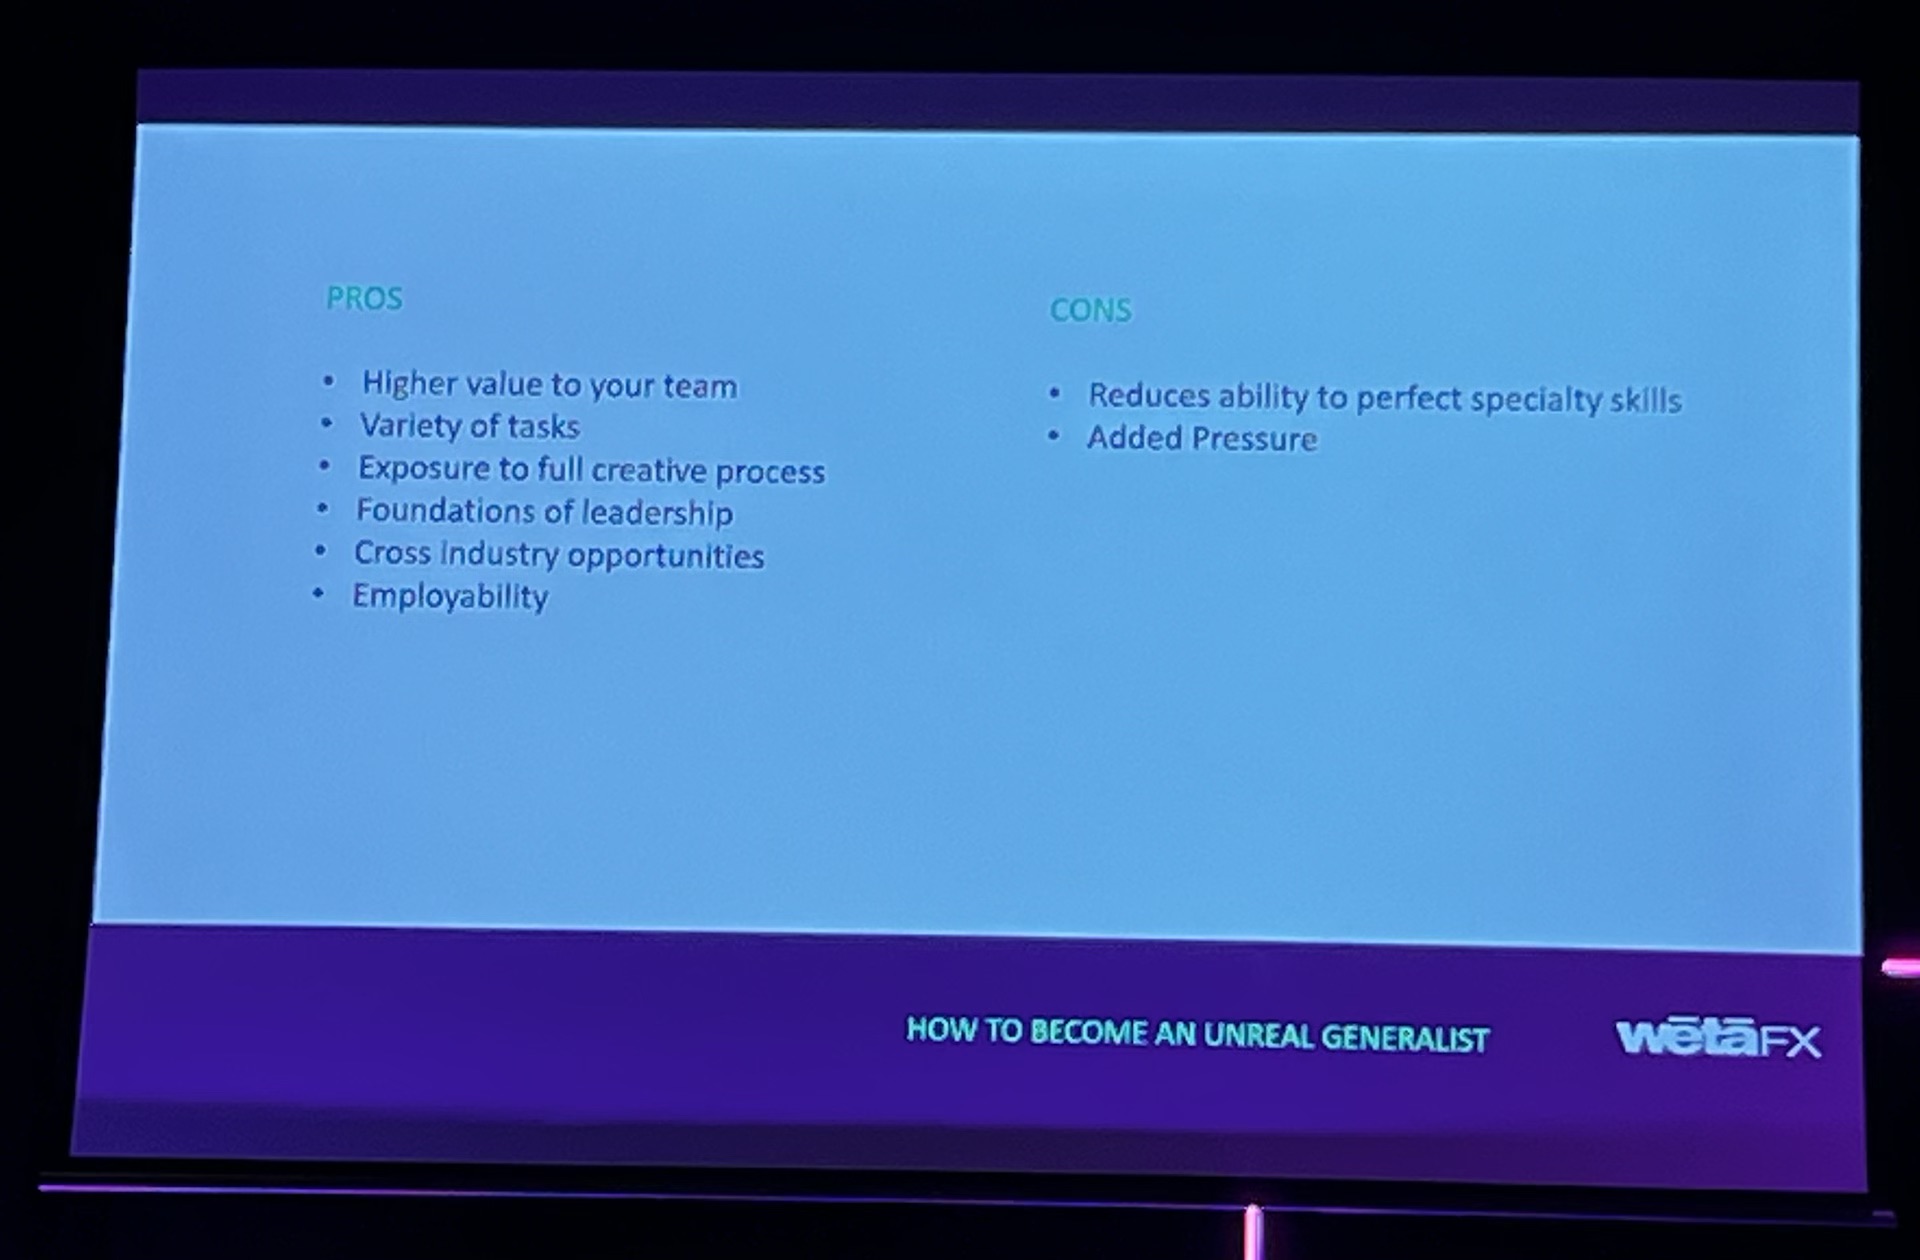 PROS
• Higher value to your team
• Variety of tasks
• Exposure to full creative process
• Foundations of leadership
• Cross industry opportunities
• Employability
CONS
• Reduces ability to perfect specialty skills
• Added Pressure
HOW TO BECOME AN UNREAL GENERALIST
wētāFX